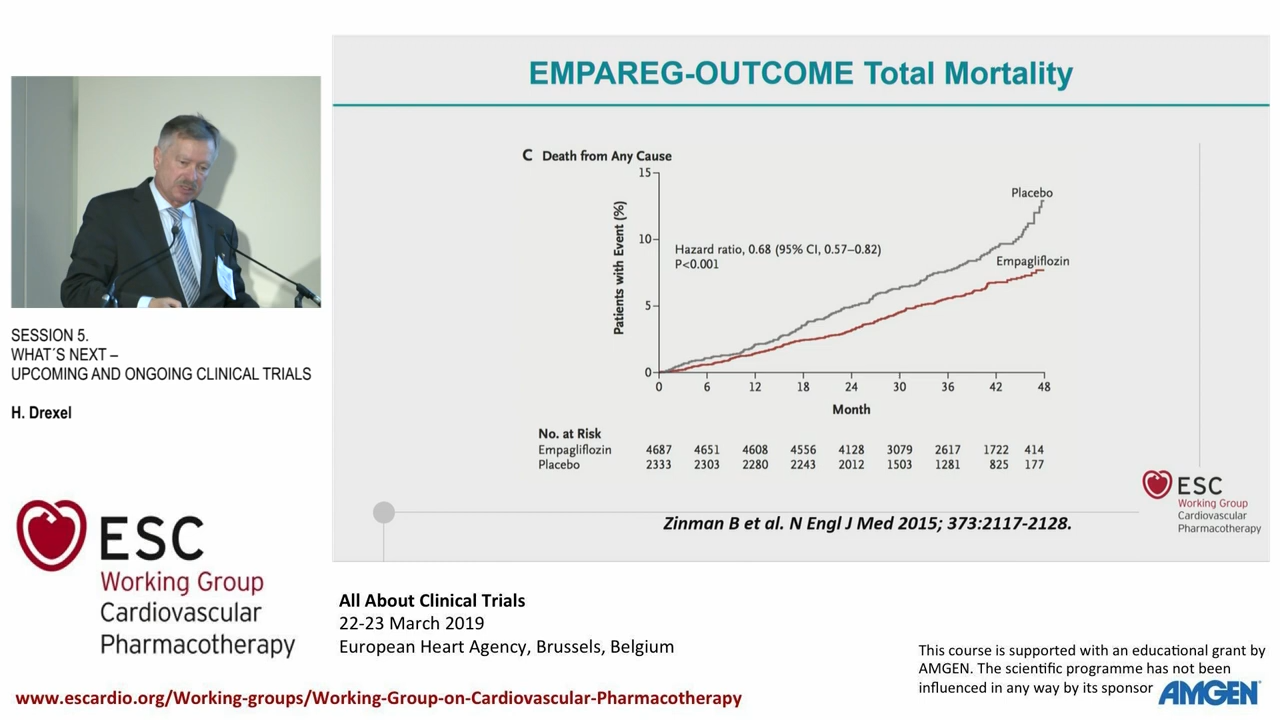 EMPAREG-OUTCOME Total Mortality
C Death from Any Cause
15
10
5
0
Patients with Event (%)
Hazard ratio, 0.68 (95% CI, 0.57–0.82)
P<0.001
Placebo
Empagliflozin
0 6 12 18 24 30 36 42 48
Month
No. at Risk
Empagliflozin 4687 4651 4608 4556 4128 3079 2617 1722 414
Placebo 2333 2303 2280 2243 2012 1503 1281 825 177
Zinman B et al. N Engl J Med 2015; 373:2117-2128.
ESC
Working Group
Cardiovascular
Pharmacotherapy
SESSION 5.
WHAT´S NEXT –
UPCOMING AND ONGOING CLINICAL TRIALS
H. Drexel
ESC
Working Group
Cardiovascular
Pharmacotherapy
All About Clinical Trials
22-23 March 2019
European Heart Agency, Brussels, Belgium
This course is supported with an educational grant by
AMGEN. The scientific programme has not been
influenced in any way by its sponsor AMGEN
www.escardio.org/Working-groups/Working-Group-on-Cardiovascular-Pharmacotherapy